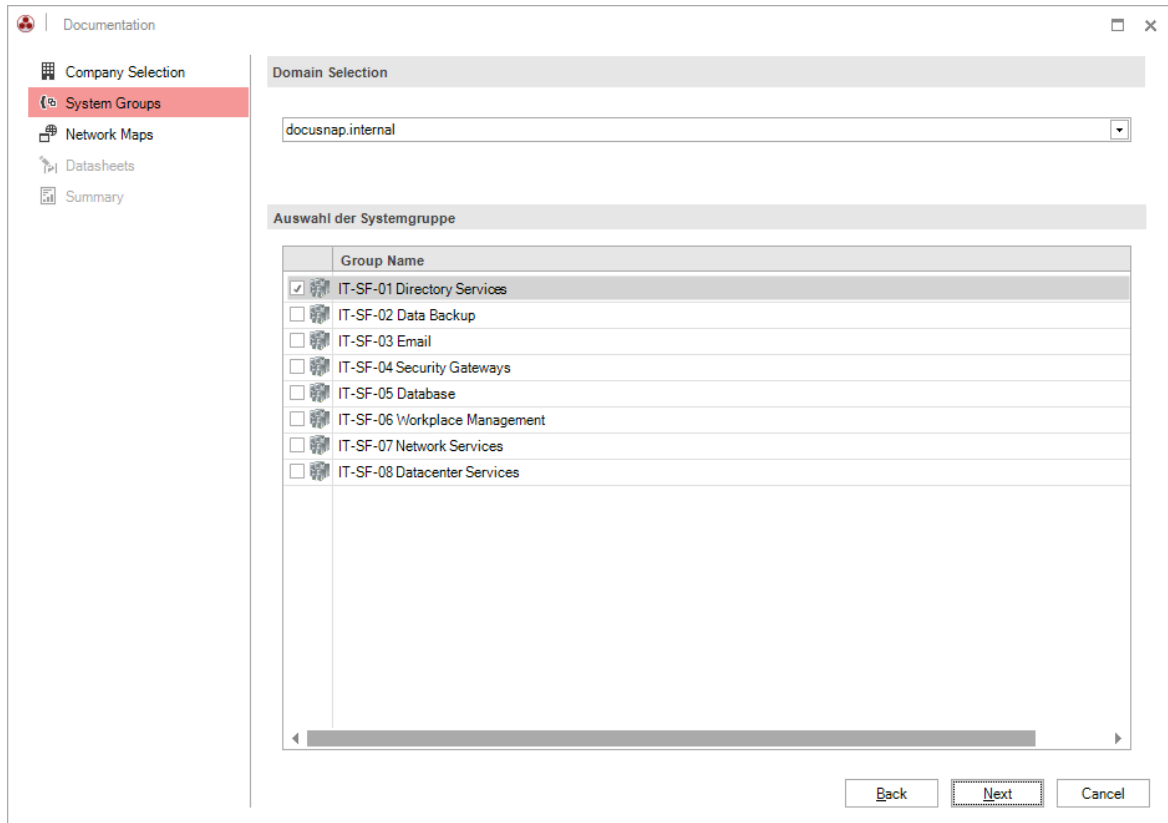 Documentation
Company Selection
System Groups
Network Maps
Datasheets
Summary
Domain Selection
docusnap.internal
Auswahl der Systemgruppe
Group Name
IT-SF-01 Directory Services
IT-SF-02 Data Backup
IT-SF-03 Email
IT-SF-04 Security Gateways
IT-SF-05 Database
IT-SF-06 Workplace Management
IT-SF-07 Network Services
IT-SF-08 Datacenter Services
Back Next Cancel